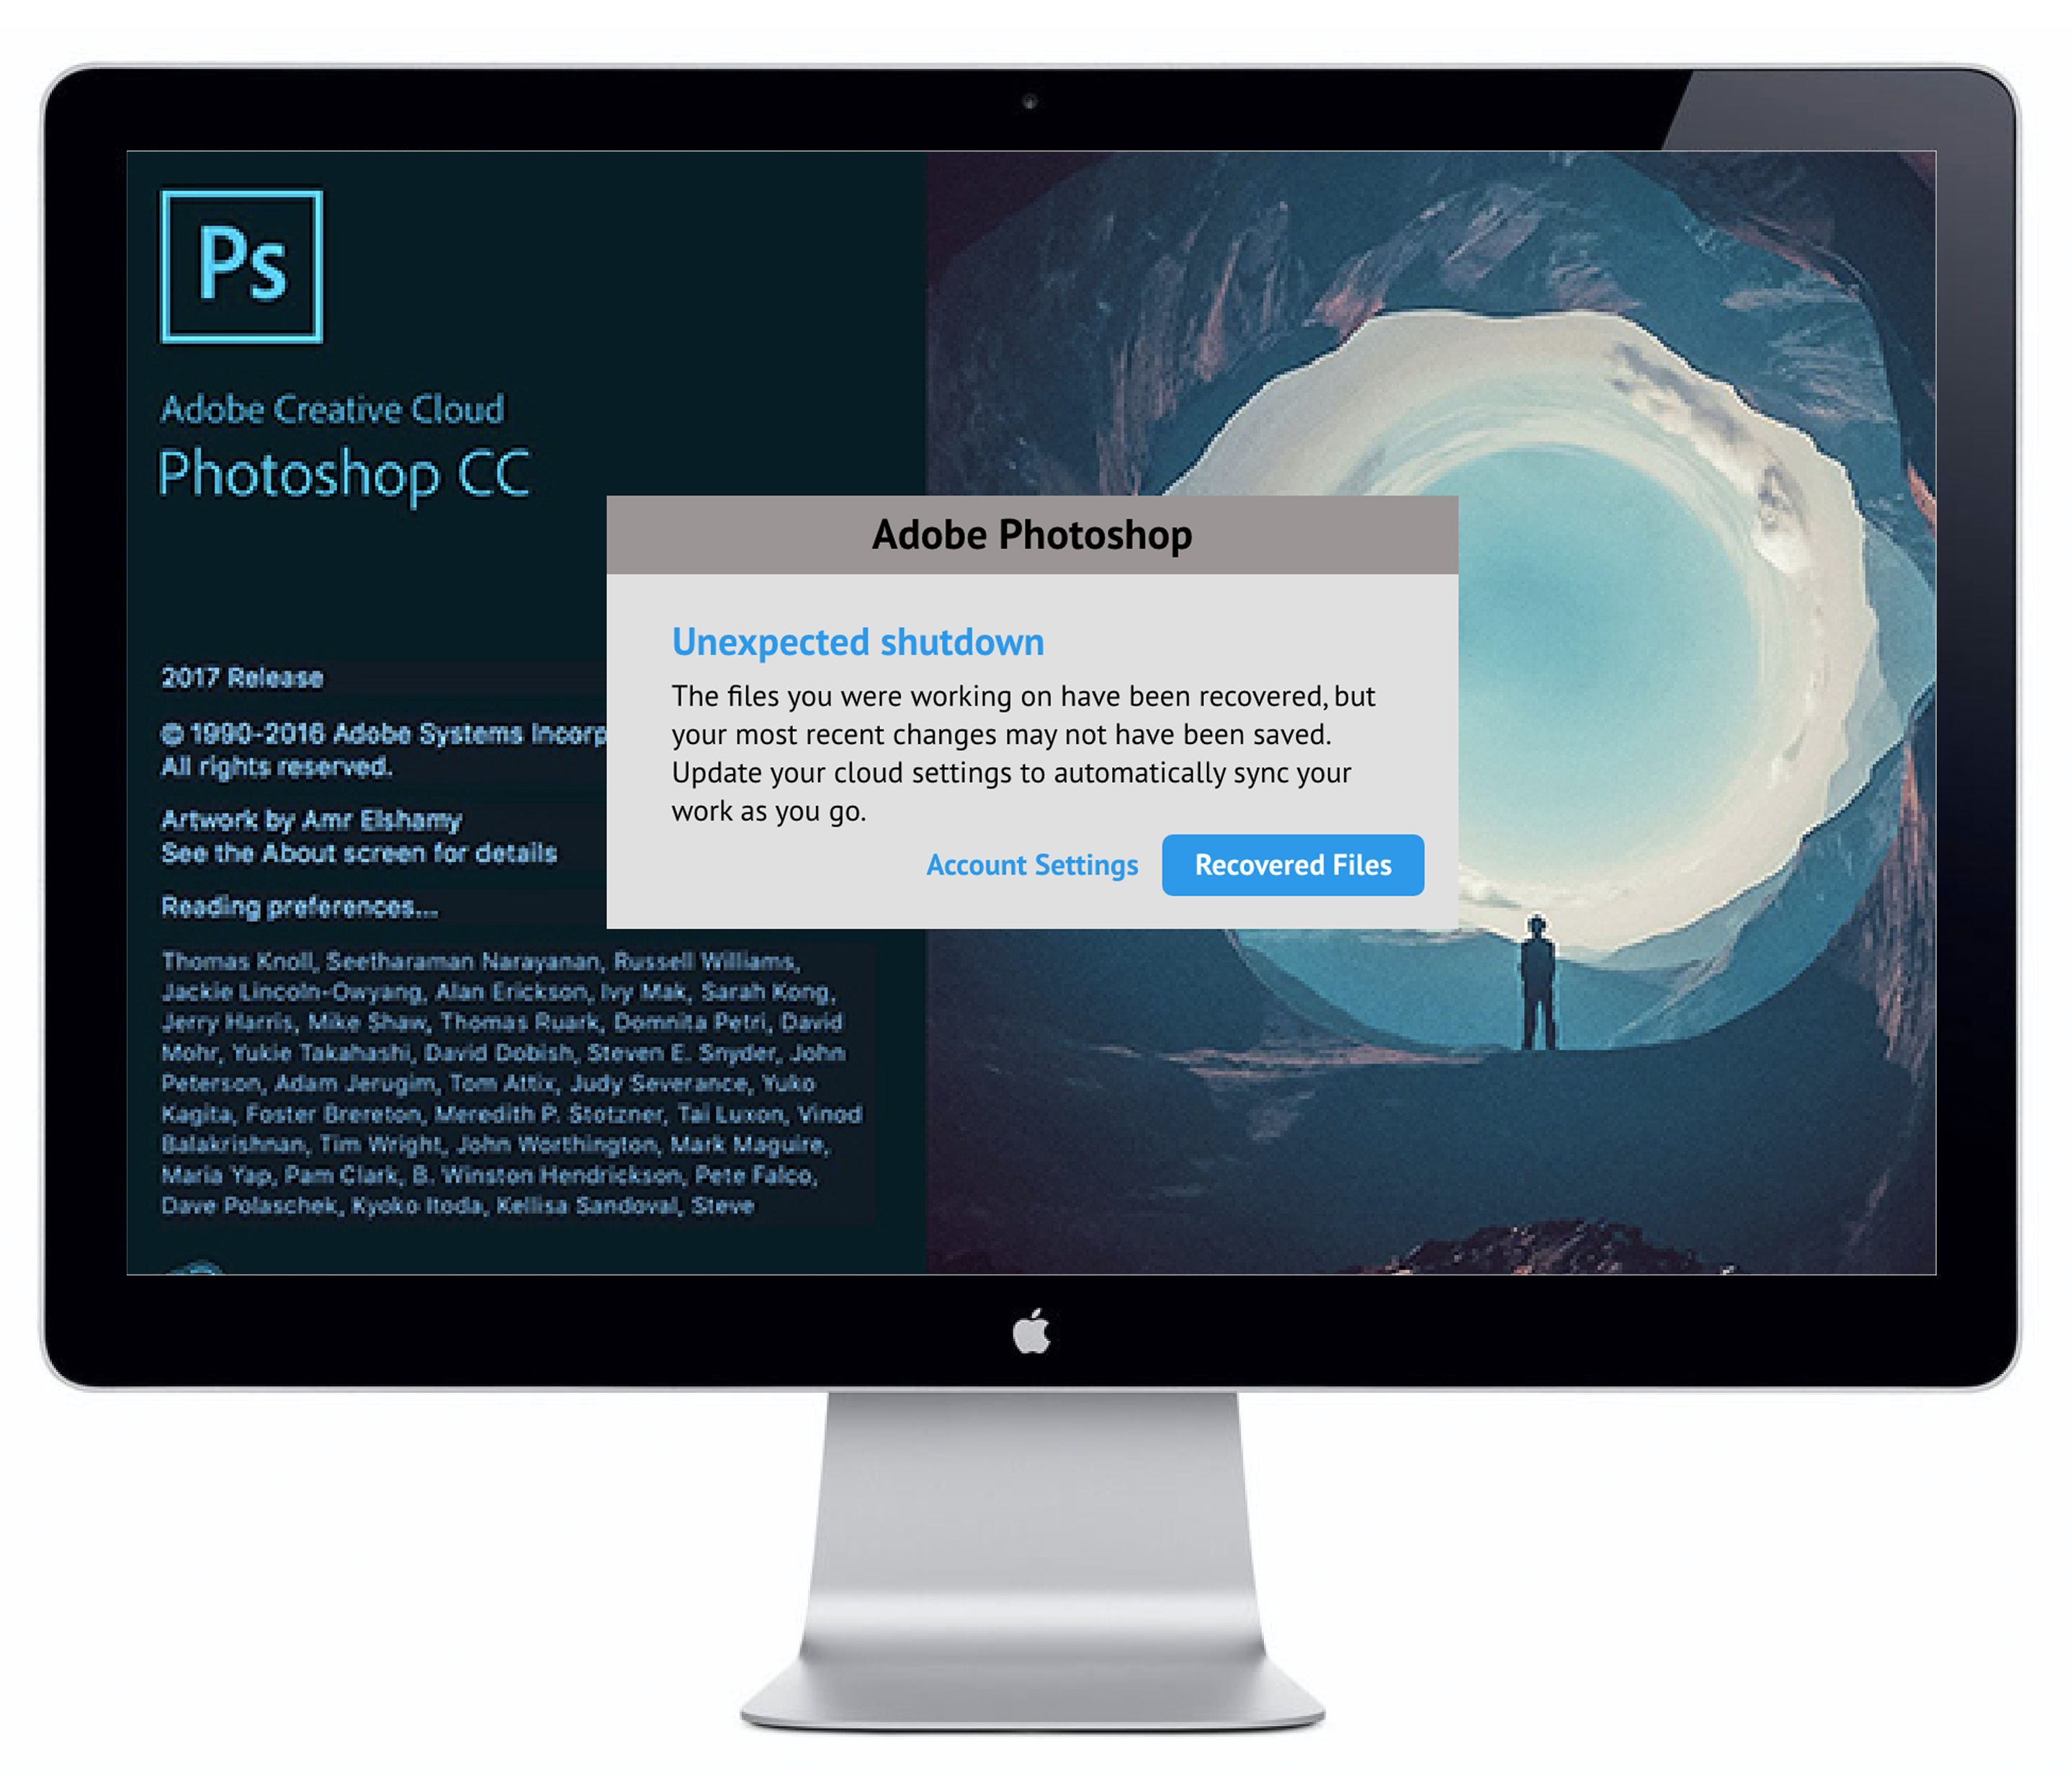 Ps
Adobe Creative Cloud
Photoshop CC
Adobe Photoshop
Unexpected shutdown
The files you were working on have been recovered, but
your most recent changes may not have been saved.
Update your cloud settings to automatically sync your
work as you go.
Account Settings
Recovered Files
2017 Release
© 1990-2016 Adobe Systems Incorp
All rights reserved.
Artwork by Amr Elshamy
See the About screen for details
Reading preferences...
Thomas Knoll, Seetharaman Narayanan, Russell Williams,
Jackie Lincoln-Owyang, Alan Erickson, Ivy Mak, Sarah Kong,
Jerry Harris, Mike Shaw, Thomas Ruark, Domnita Petri, David
Mohr, Yukie Takahashi, David Dobish, Steven E. Snyder, John
Peterson, Adam Jerugim, Tom Attix, Judy Severance, Yuko
Kagita, Foster Brereton, Meredith P. Stotzner, Tai Luxon, Vinod
Balakrishnan, Tim Wright, John Worthington, Mark Maguire,
Maria Yap, Pam Clark, B. Winston Hendrickson, Pete Falco,
Dave Polaschek, Kyoko Itoda, Kellisa Sandoval, Steve